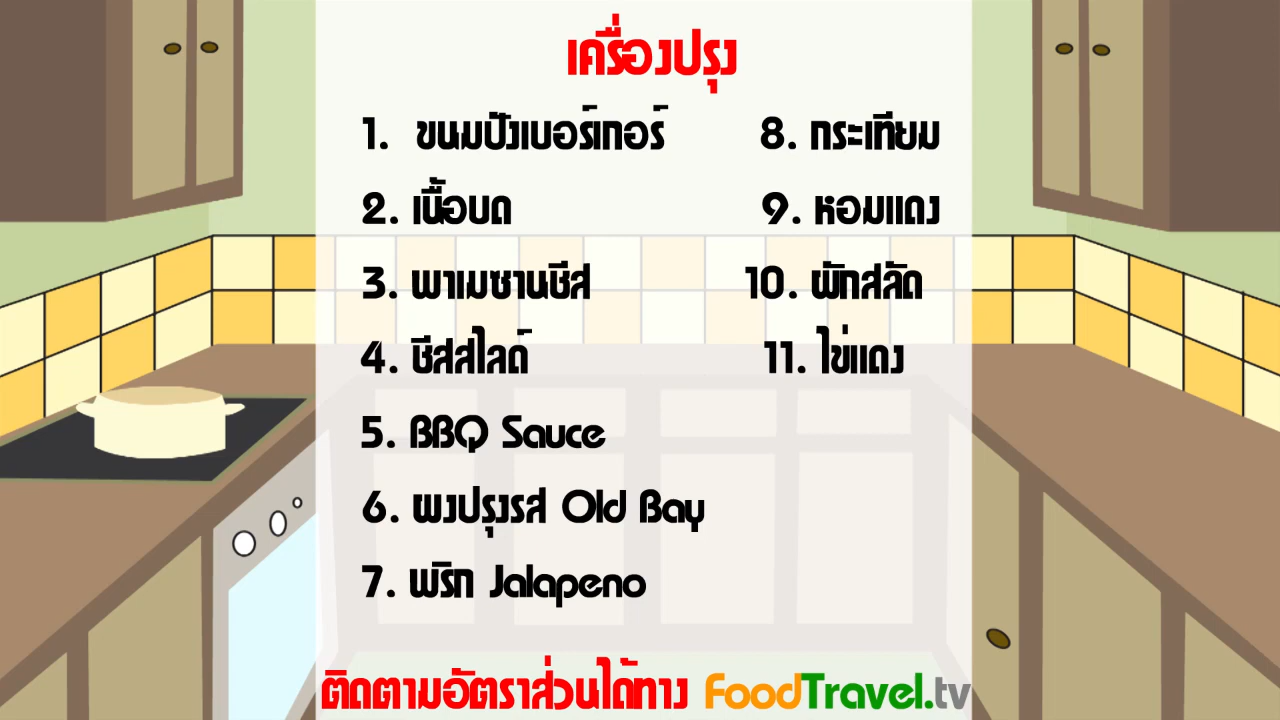 เครื่องปรุง
1. ขนมปังเบอร์เกอร์
2. เนื้อบด
3. พาเมซานชีส
4. ชีสสไลด์
5. BBQ Sauce
6. ผงปรุงรส Old Bay
7. พริก Jalapeno
8. กระเทียม
9. หอมแดง
10. ผักสลัด
11. ไข่แดง
ติดตามอัตราส่วนได้ทาง FoodTravel.tv